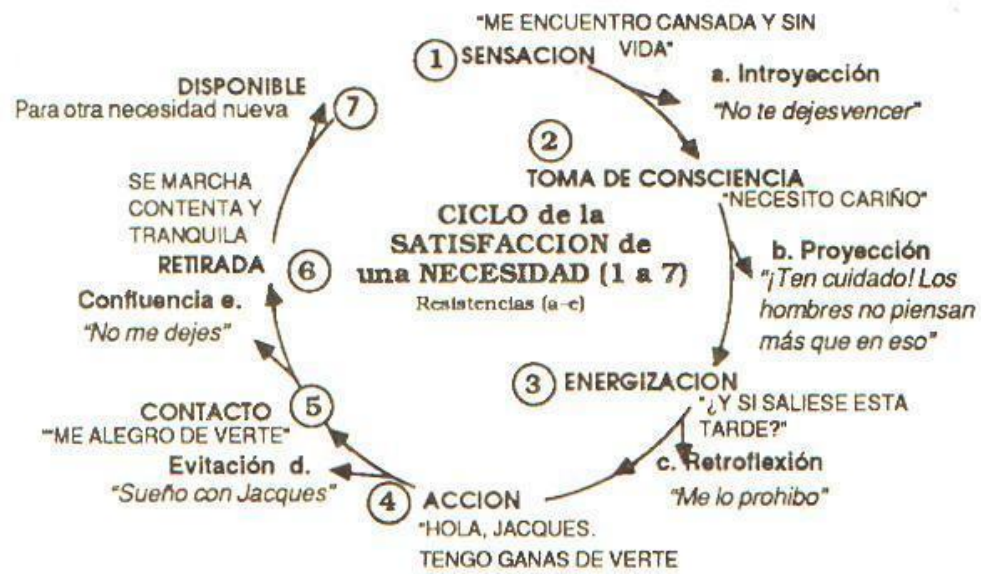 "ME ENCUENTRO CANSADA Y SIN
VIDA"
1 SENSACION
a. Introyección
"No te dejesvencer"
2
TOMA DE CONSCIENCIA
"NECESITO CARIÑO"
b. Proyección
"¡Ten cuidado! Los
hombres no piensan
más que en eso"
3 ENERGIZACION
"¿Y SI SALIESE ESTA
TARDE?"
c. Retroflexión
"Me lo prohibo"
4 ACCION
"HOLA, JACQUES.
TENGO GANAS DE VERTE
Evitación d.
"Sueño con Jacques"
CONTACTO 5
""ME ALEGRO DE VERTE"
Confluencia e.
"No me dejes"
SE MARCHA
CONTENTA Y
TRANQUILA
RETIRADA 6
DISPONIBLE
Para otra necesidad nueva 7
CICLO de la
SATISFACCION de
una NECESIDAD (1 a 7)
Resistencias (a-e)